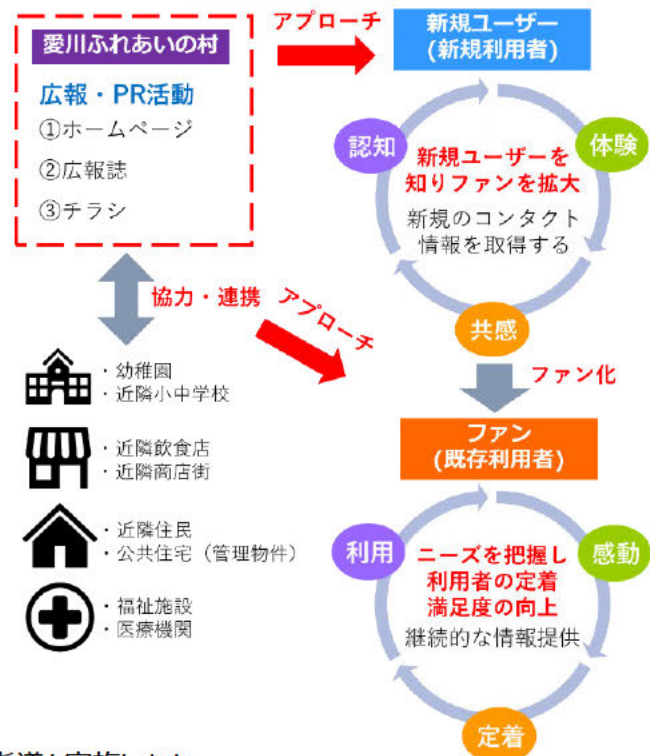 愛川ふれあいの村
広報・PR活動
①ホームページ
②広報誌
③チラシ
アプローチ
新規ユーザー
(新規利用者)
認知
体験
新規ユーザーを
知りファンを拡大
新規のコンタクト
情報を取得する
共感
協力・連携
アプローチ
・幼稚園
・近隣小中学校
・近隣飲食店
・近隣商店街
・近隣住民
・公共住宅（管理物件）
・福祉施設
・医療機関
ファン化
ファン
(既存利用者)
利用
感動
ニーズを把握し
利用者の定着
満足度の向上
継続的な情報提供
定着